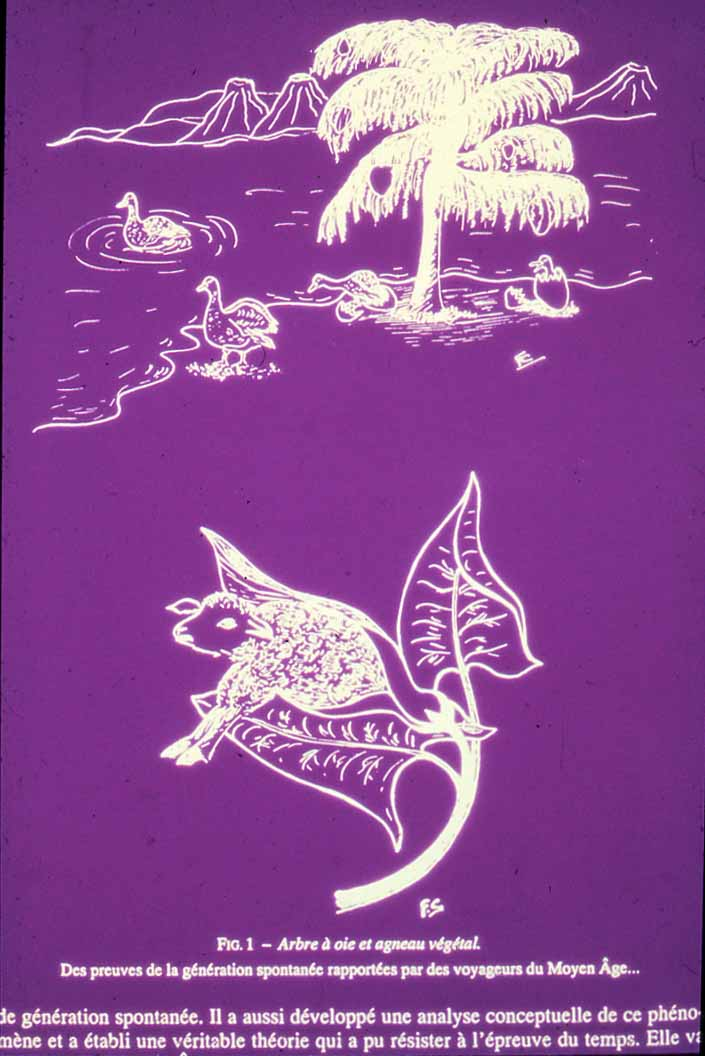 F.S
F.S
FIG. 1 – Arbre à oie et agneau végétal.
Des preuves de la génération spontanée rapportées par des voyageurs du Moyen Âge...
de génération spontanée. Il a aussi développé une analyse conceptuelle de ce phéno-
mène et a établi une véritable théorie qui a pu résister à l'épreuve du temps. Elle va